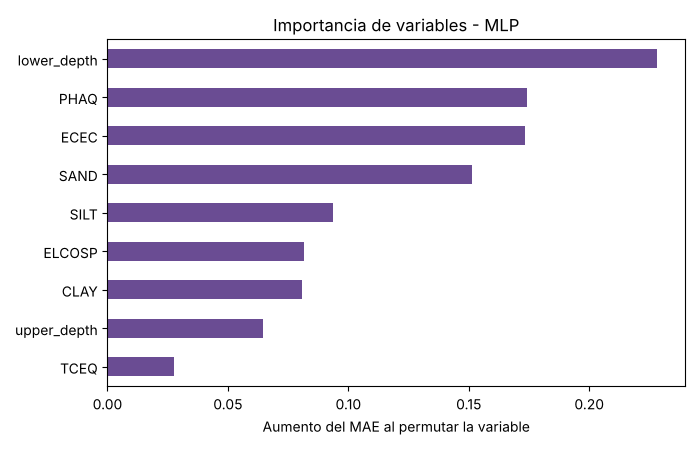 Importancia de variables - MLP
lower_depth
PHAQ
ECEC
SAND
SILT
ELCOSP
CLAY
upper_depth
TCEQ
0.00 0.05 0.10 0.15 0.20
Aumento del MAE al permutar la variable